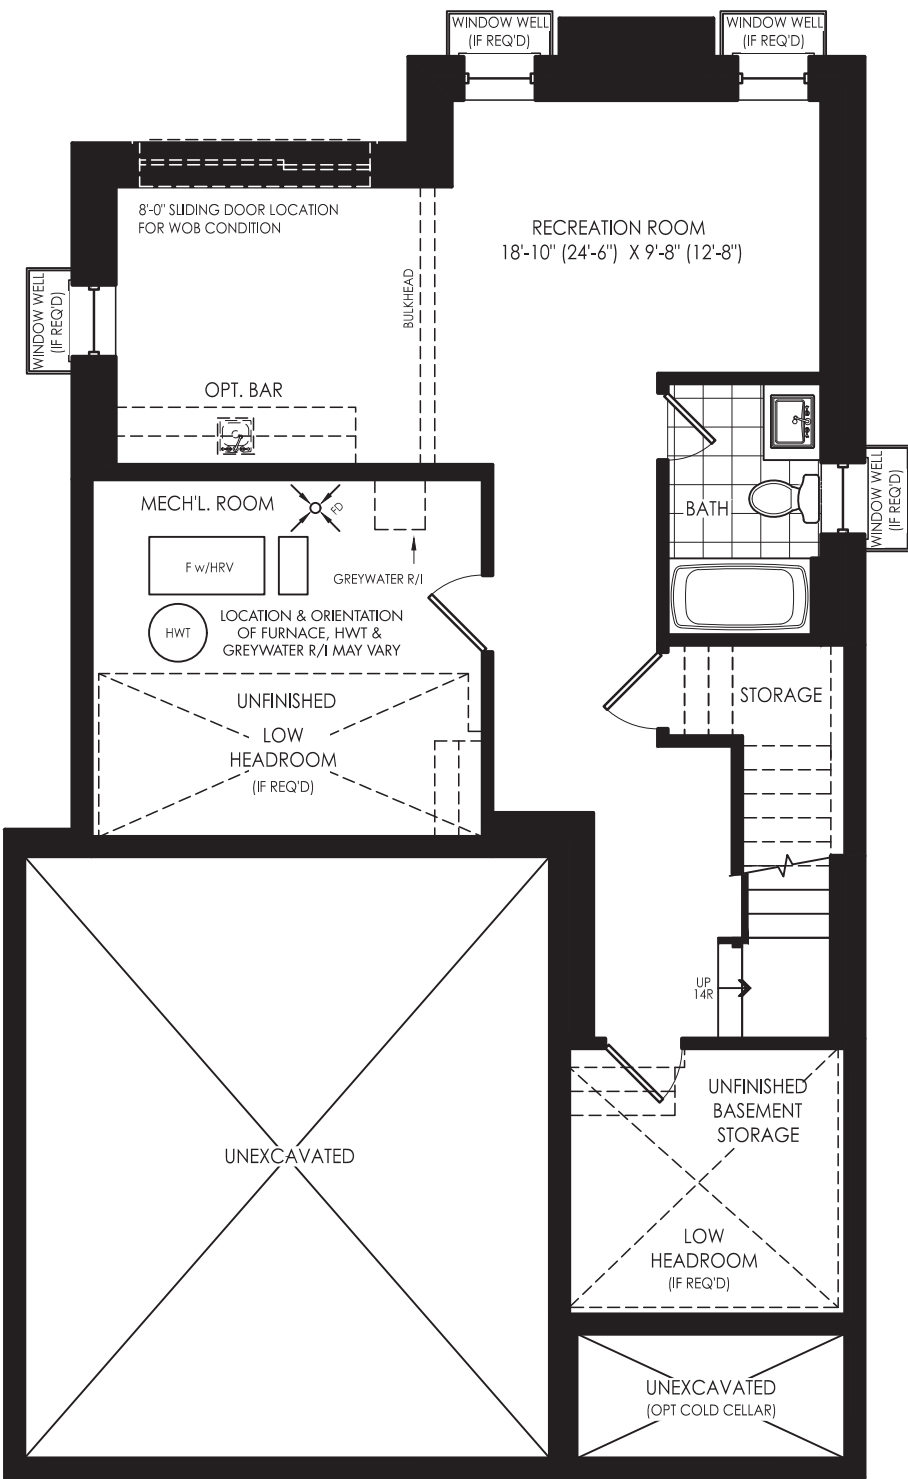 WINDOW WELL
(IF REQ'D)
WINDOW WELL
(IF REQ'D)
8'-0" SLIDING DOOR LOCATION
FOR WOB CONDITION
RECREATION ROOM
18'-10" (24'-6") X 9'-8" (12'-8")
WINDOW WELL
(IF REQ'D)
BULKHEAD
OPT. BAR
MECH'L. ROOM
FD
BATH
WINDOW WELL
(IF REQ'D)
F w/HRV
GREYWATER R/I
HWT
LOCATION & ORIENTATION
OF FURNACE, HWT &
GREYWATER R/I MAY VARY
UNFINISHED
LOW
HEADROOM
(IF REQ'D)
STORAGE
UP
14R
UNFINISHED
BASEMENT
STORAGE
UNEXCAVATED
LOW
HEADROOM
(IF REQ'D)
UNEXCAVATED
(OPT COLD CELLAR)